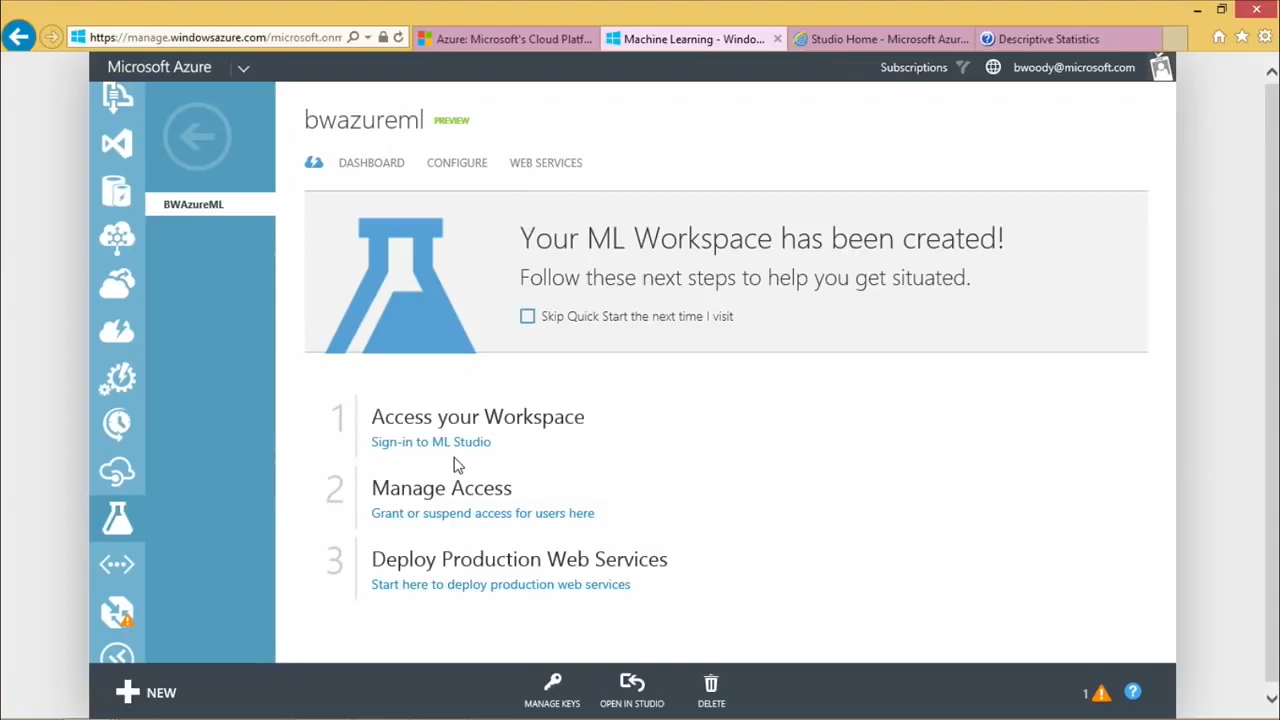 https://manage.windowsazure.com/microsoft.onm
Azure: Microsoft's Cloud Platf...
Machine Learning - Windo...
Studio Home - Microsoft Azur...
Descriptive Statistics
Microsoft Azure
Subscriptions
bwoody@microsoft.com
bwazureml PREVIEW
DASHBOARD CONFIGURE WEB SERVICES
BWAzureML
Your ML Workspace has been created!
Follow these next steps to help you get situated.
Skip Quick Start the next time I visit
1 Access your Workspace
Sign-in to ML Studio
2 Manage Access
Grant or suspend access for users here
3 Deploy Production Web Services
Start here to deploy production web services
NEW
MANAGE KEYS OPEN IN STUDIO DELETE
1